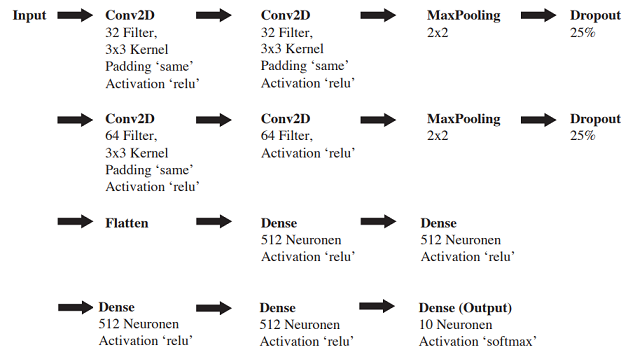 Input
Conv2D
32 Filter,
3x3 Kernel
Padding ‘same’
Activation ‘relu’
Conv2D
32 Filter,
3x3 Kernel
Padding ‘same’
Activation ‘relu’
MaxPooling
2x2
Dropout
25%
Conv2D
64 Filter,
3x3 Kernel
Padding ‘same’
Activation ‘relu’
Conv2D
64 Filter,
Activation ‘relu’
MaxPooling
2x2
Dropout
25%
Flatten
Dense
512 Neuronen
Activation ‘relu’
Dense
512 Neuronen
Activation ‘relu’
Dense
512 Neuronen
Activation ‘relu’
Dense
512 Neuronen
Activation ‘relu’
Dense (Output)
10 Neuronen
Activation ‘softmax’